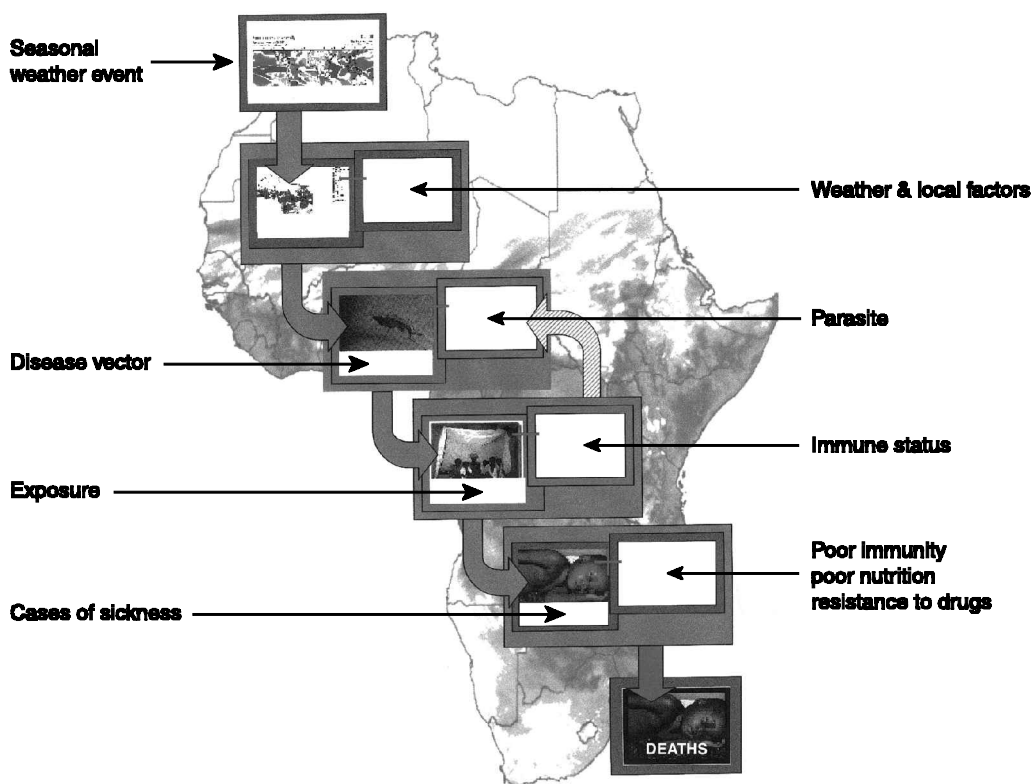 Seasonal
weather event
Weather & local factors
Parasite
Disease vector
Immune status
Exposure
Poor immunity
poor nutrition
resistance to drugs
Cases of sickness
DEATHS